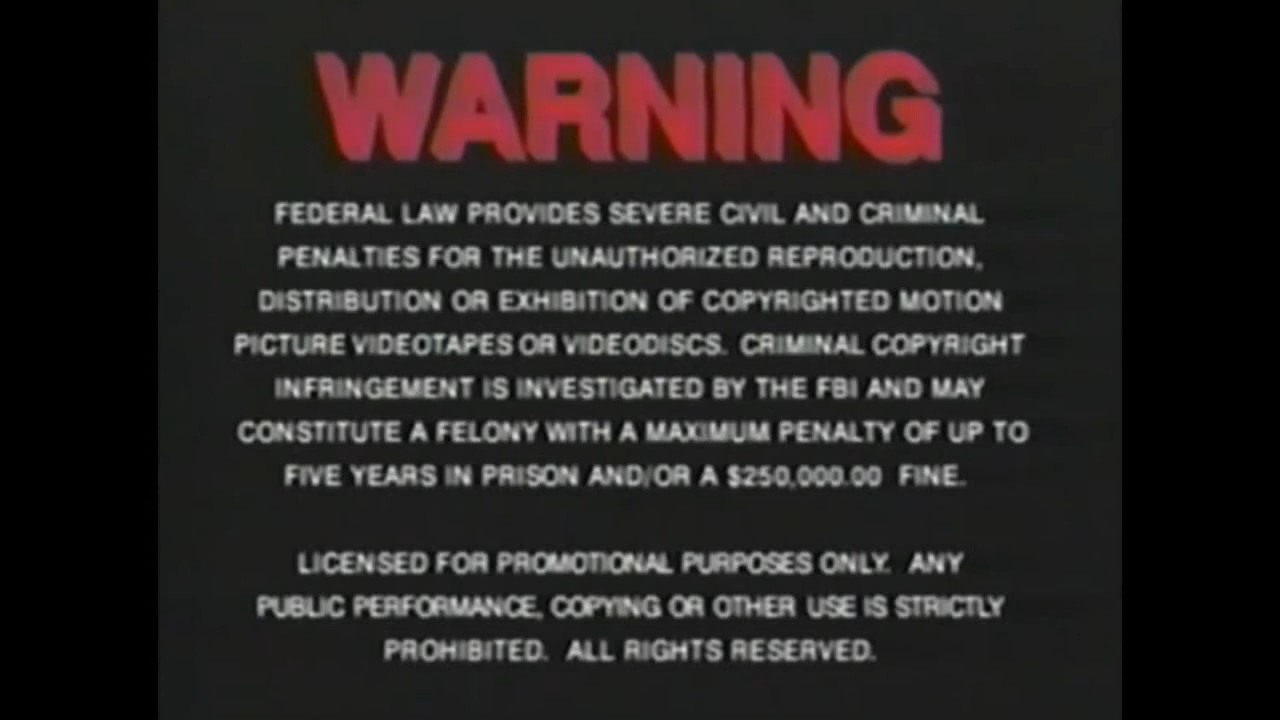 WARNING
FEDERAL LAW PROVIDES SEVERE CIVIL AND CRIMINAL
PENALTIES FOR THE UNAUTHORIZED REPRODUCTION,
DISTRIBUTION OR EXHIBITION OF COPYRIGHTED MOTION
PICTURE VIDEOTAPES OR VIDEODISCS. CRIMINAL COPYRIGHT
INFRINGEMENT IS INVESTIGATED BY THE FBI AND MAY
CONSTITUTE A FELONY WITH A MAXIMUM PENALTY OF UP TO
FIVE YEARS IN PRISON AND/OR A $250,000.00 FINE.
LICENSED FOR PROMOTIONAL PURPOSES ONLY. ANY
PUBLIC PERFORMANCE, COPYING OR OTHER USE IS STRICTLY
PROHIBITED. ALL RIGHTS RESERVED.